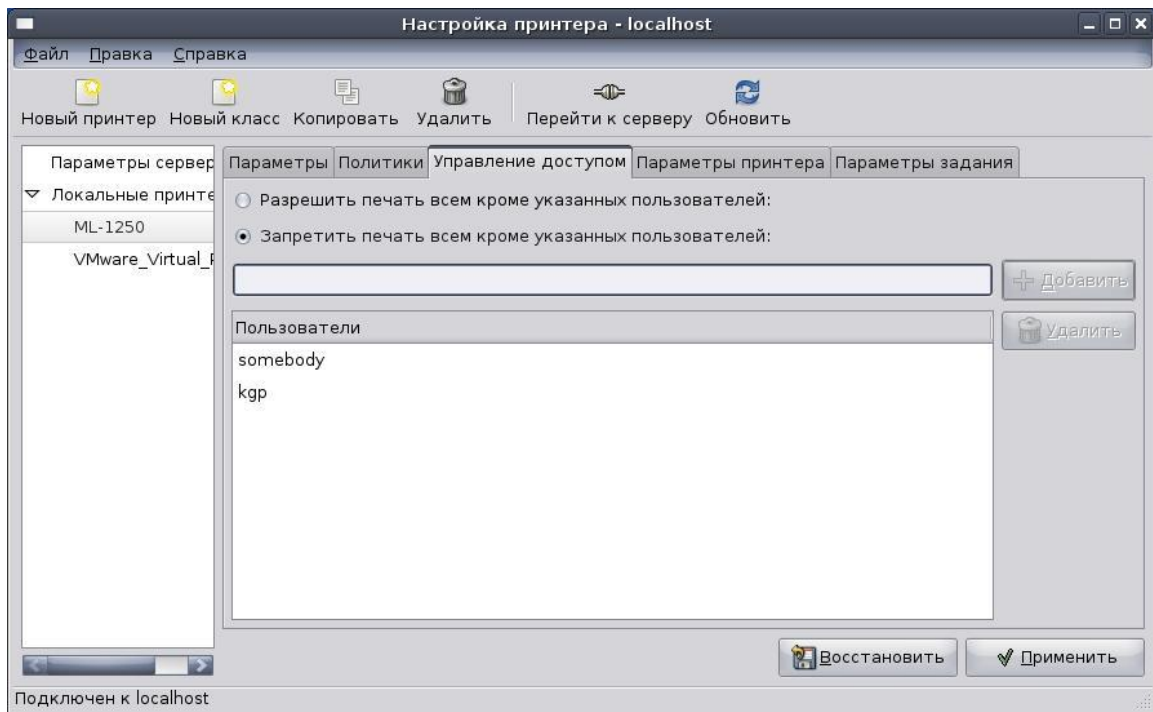 Настройка принтера - localhost
Файл Правка Справка
Новый принтер Новый класс Копировать Удалить Перейти к серверу Обновить
Параметры сервер
Локальные принте
ML-1250
VMware_Virtual_P
Параметры Политики Управление доступом Параметры принтера Параметры задания
Разрешить печать всем кроме указанных пользователей:
Запретить печать всем кроме указанных пользователей:
Добавить
Пользователи
Удалить
somebody
kgp
Восстановить Применить
Подключен к localhost